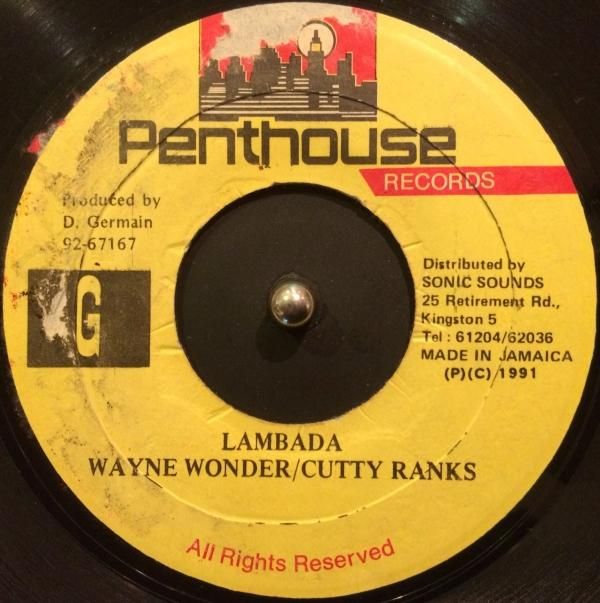 Penthouse
RECORDS
Produced by
D. Germain
92-67167
G
Distributed by
SONIC SOUNDS
25 Retirement Rd.,
Kingston 5
Tel : 61204/62036
MADE IN JAMAICA
(P)(C) 1991
LAMBADA
WAYNE WONDER/CUTTY RANKS
All Rights Reserved